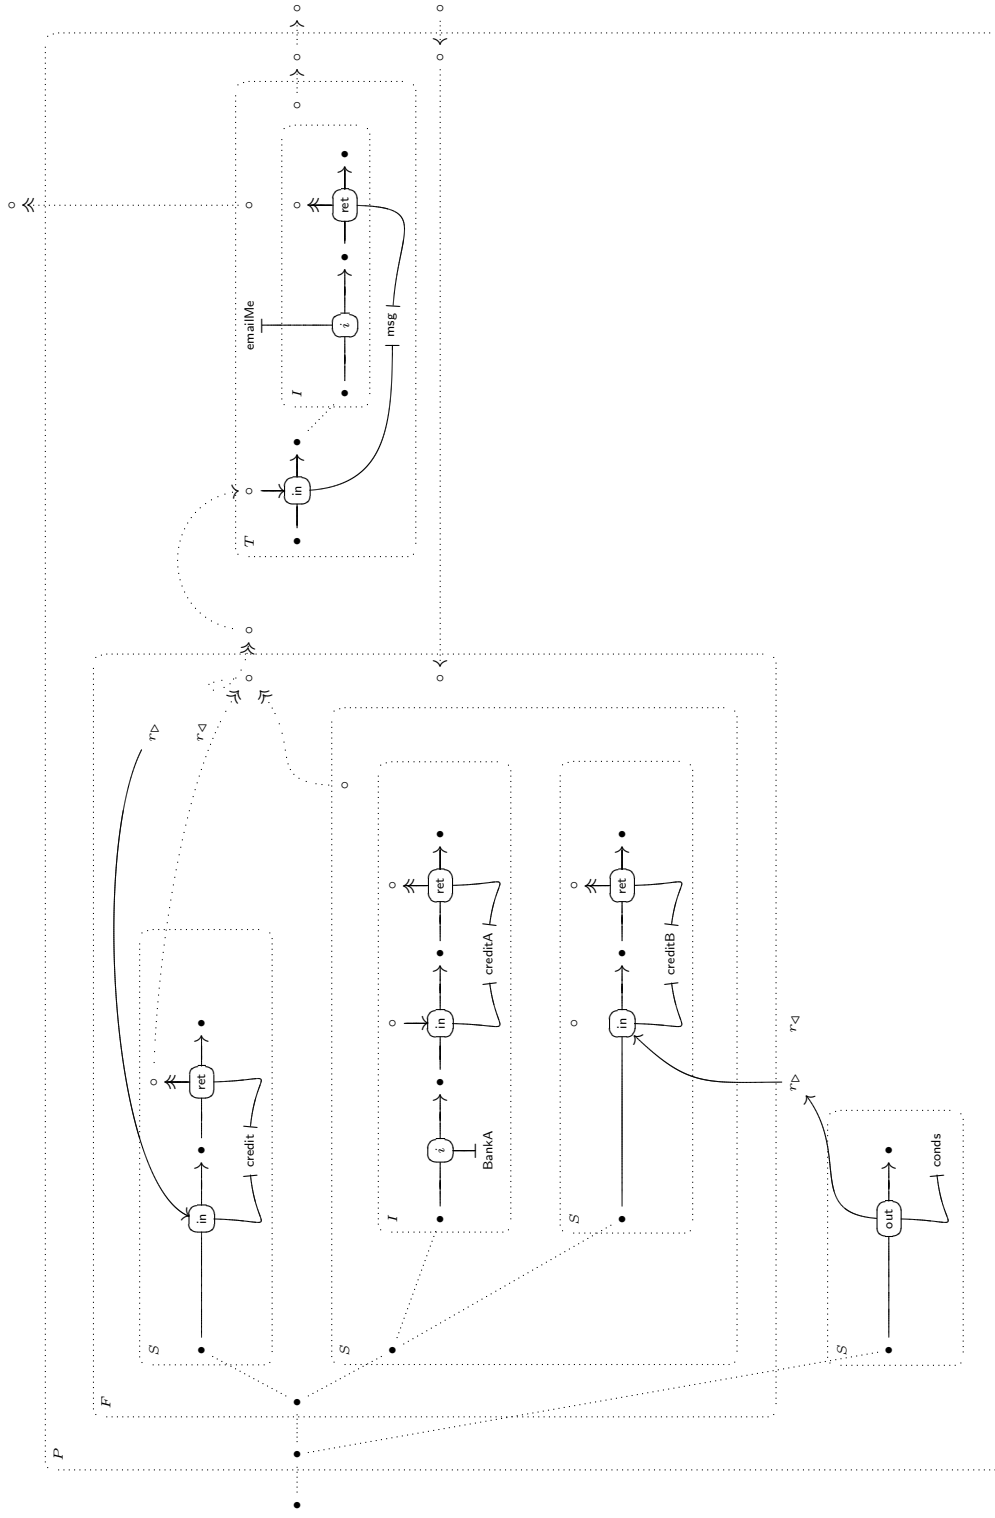 P
F
S
in
credit
ret
r▷
r◁
S
I
i
BankA
in
creditA
ret
S
in
creditB
ret
r▷
r◁
S
out
conds
T
in
I
i
emailMe
msg
ret